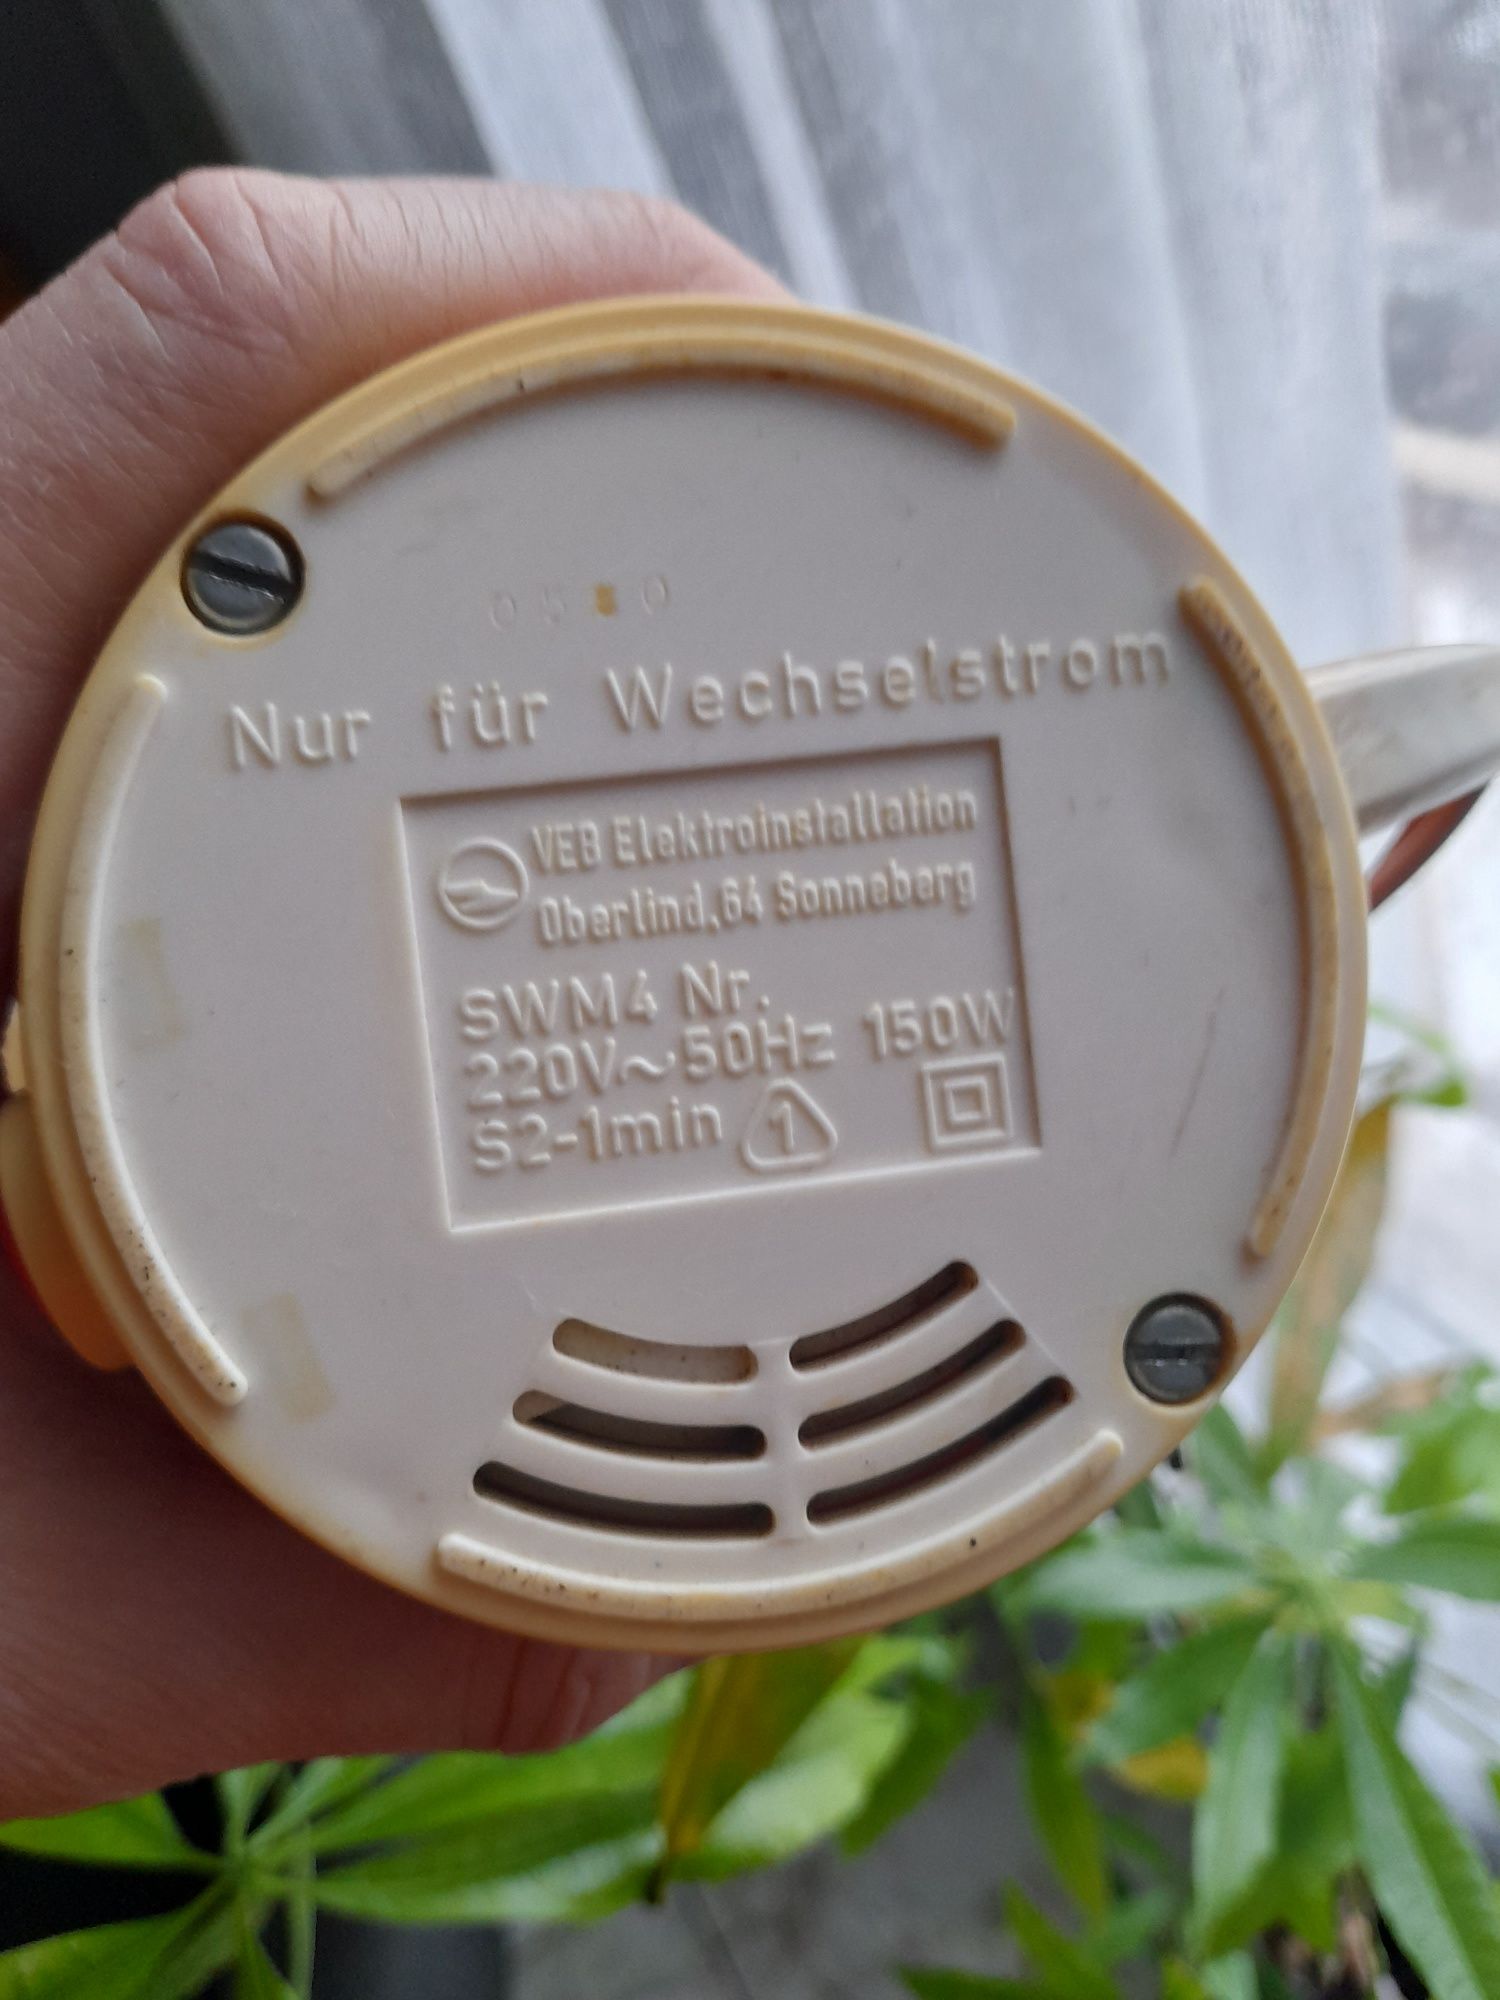 Nur für Wechselstrom
VEB Elektroinstallation
Oberlind,64 Sonneberg
SWM4 Nr.
220V~50Hz 150W
S2-1min 1